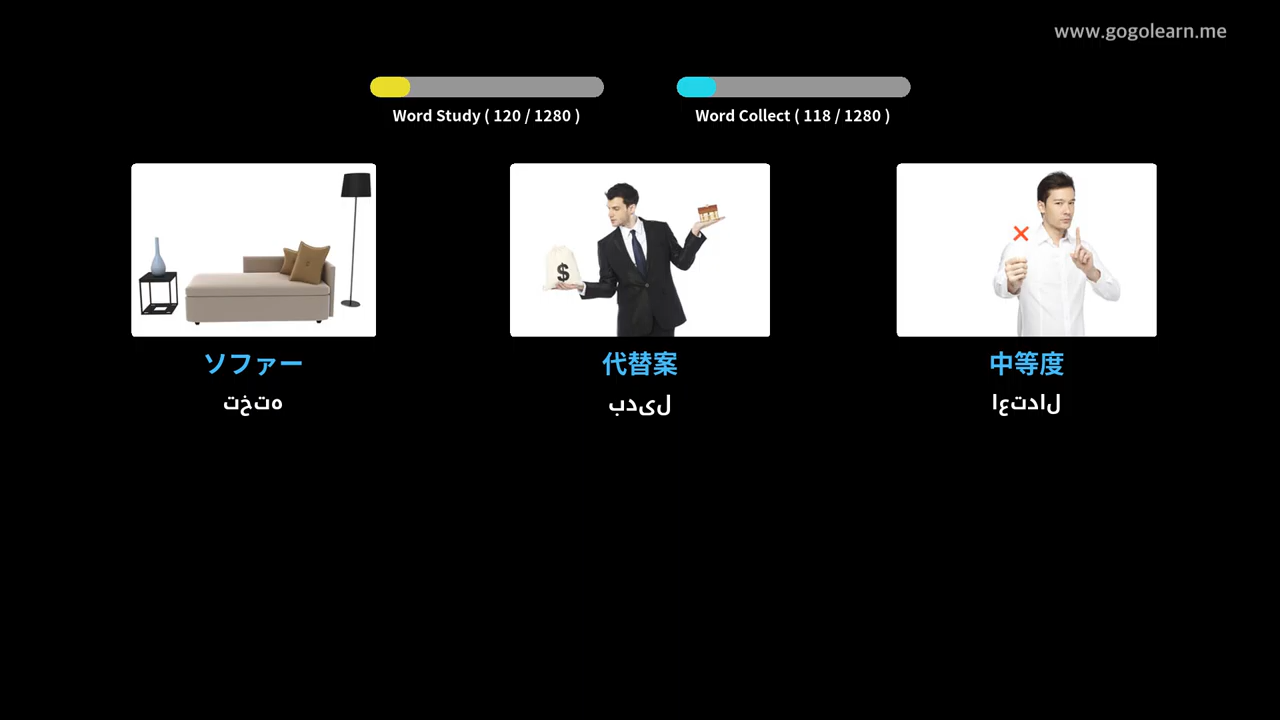 www.gogolearn.me
Word Study ( 120 / 1280 )
Word Collect ( 118 / 1280 )
ソファー
代替案
中等度
تخته
بدیل
اعتدال
$